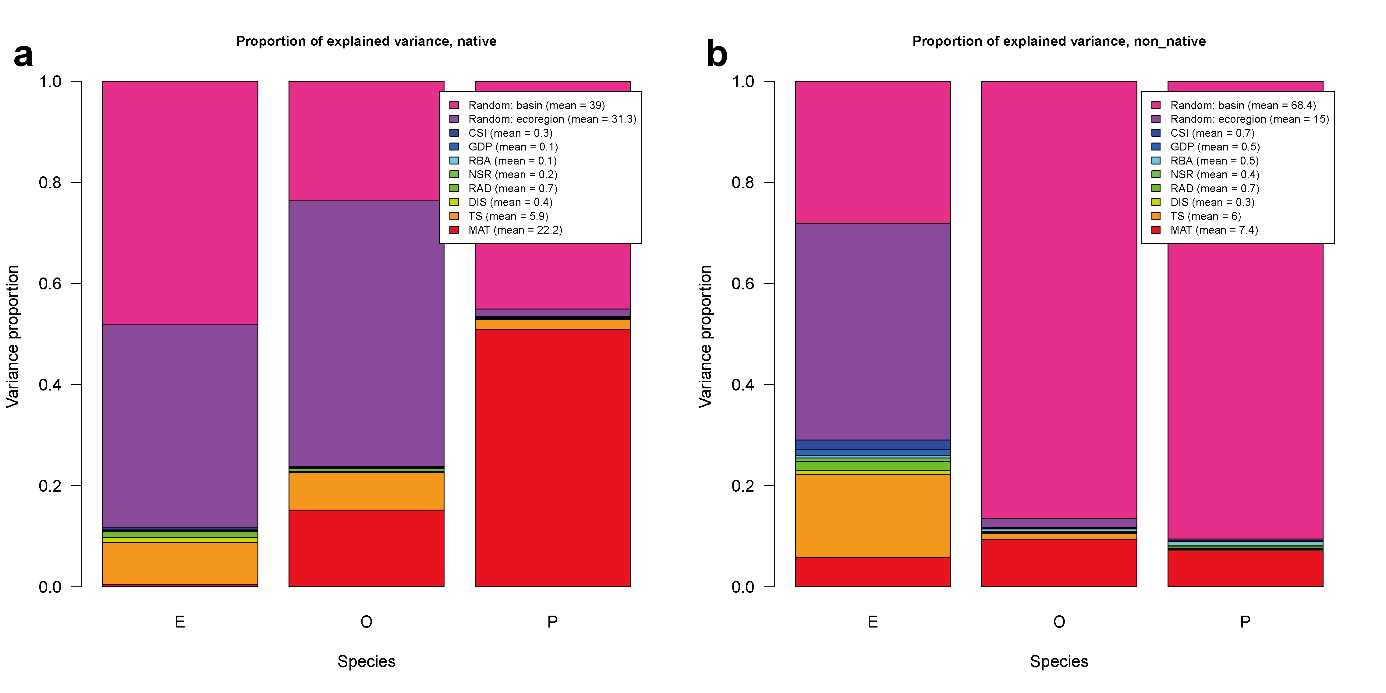 a
Proportion of explained variance, native
1.0
0.8
0.6
0.4
0.2
0.0
Variance proportion
Random: basin (mean = 39)
Random: ecoregion (mean = 31.3)
CSI (mean = 0.3)
GDP (mean = 0.1)
RBA (mean = 0.1)
NSR (mean = 0.2)
RAD (mean = 0.7)
DIS (mean = 0.4)
TS (mean = 5.9)
MAT (mean = 22.2)
E O P
Species
b
Proportion of explained variance, non_native
1.0
0.8
0.6
0.4
0.2
0.0
Variance proportion
Random: basin (mean = 68.4)
Random: ecoregion (mean = 15)
CSI (mean = 0.7)
GDP (mean = 0.5)
RBA (mean = 0.5)
NSR (mean = 0.4)
RAD (mean = 0.7)
DIS (mean = 0.3)
TS (mean = 6)
MAT (mean = 7.4)
E O P
Species